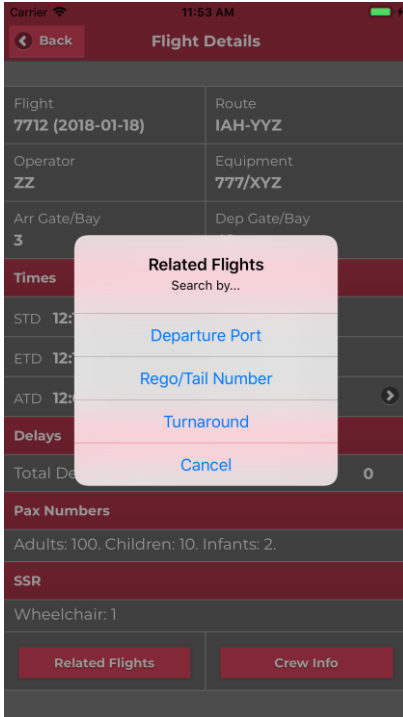 Carrier 11:53 AM
Back Flight Details
Flight Route
7712 (2018-01-18) IAH-YYZ
Operator Equipment
ZZ 777/XYZ
Arr Gate/Bay Dep Gate/Bay
3
Related Flights
Search by...
Departure Port
Rego/Tail Number
Turnaround
Cancel
Times
STD
ETD
ATD
Delays
Total 0
Pax Numbers
Adults: 100. Children: 10. Infants: 2.
SSR
Wheelchair: 1
Related Flights Crew Info